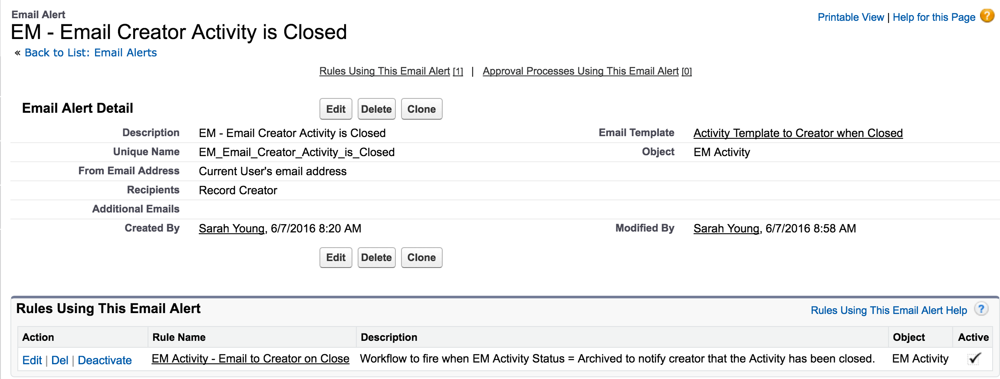 Email Alert
Printable View | Help for this Page ?
EM - Email Creator Activity is Closed
« Back to List: Email Alerts
Rules Using This Email Alert [1] | Approval Processes Using This Email Alert [0]
Email Alert Detail Edit Delete Clone
Description EM - Email Creator Activity is Closed Email Template Activity Template to Creator when Closed
Unique Name EM_Email_Creator_Activity_is_Closed Object EM Activity
From Email Address Current User's email address
Recipients Record Creator
Additional Emails
Created By Sarah Young, 6/7/2016 8:20 AM Modified By Sarah Young, 6/7/2016 8:58 AM
Edit Delete Clone
Rules Using This Email Alert Rules Using This Email Alert Help ?
Action Rule Name Description Object Active
Edit | Del | Deactivate EM Activity - Email to Creator on Close Workflow to fire when EM Activity Status = Archived to notify creator that the Activity has been closed. EM Activity